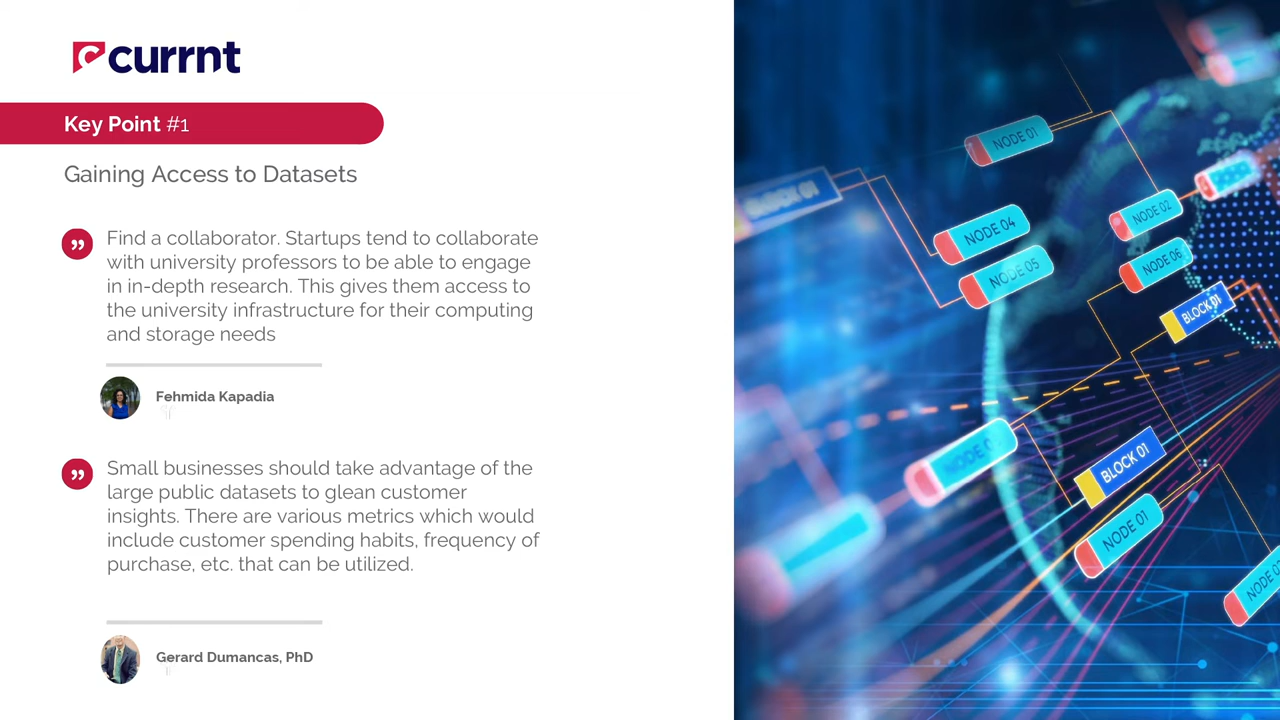 currnt
Key Point #1
Gaining Access to Datasets
Find a collaborator. Startups tend to collaborate
with university professors to be able to engage
in in-depth research. This gives them access to
the university infrastructure for their computing
and storage needs
Fehmida Kapadia
Small businesses should take advantage of the
large public datasets to glean customer
insights. There are various metrics which would
include customer spending habits, frequency of
purchase, etc. that can be utilized.
Gerard Dumancas, PhD
NODE 01
BLOCK 01
NODE 02
NODE 04
NODE 05
NODE 06
BLOCK 01
BLOCK 01
NODE 01
NODE
NODE